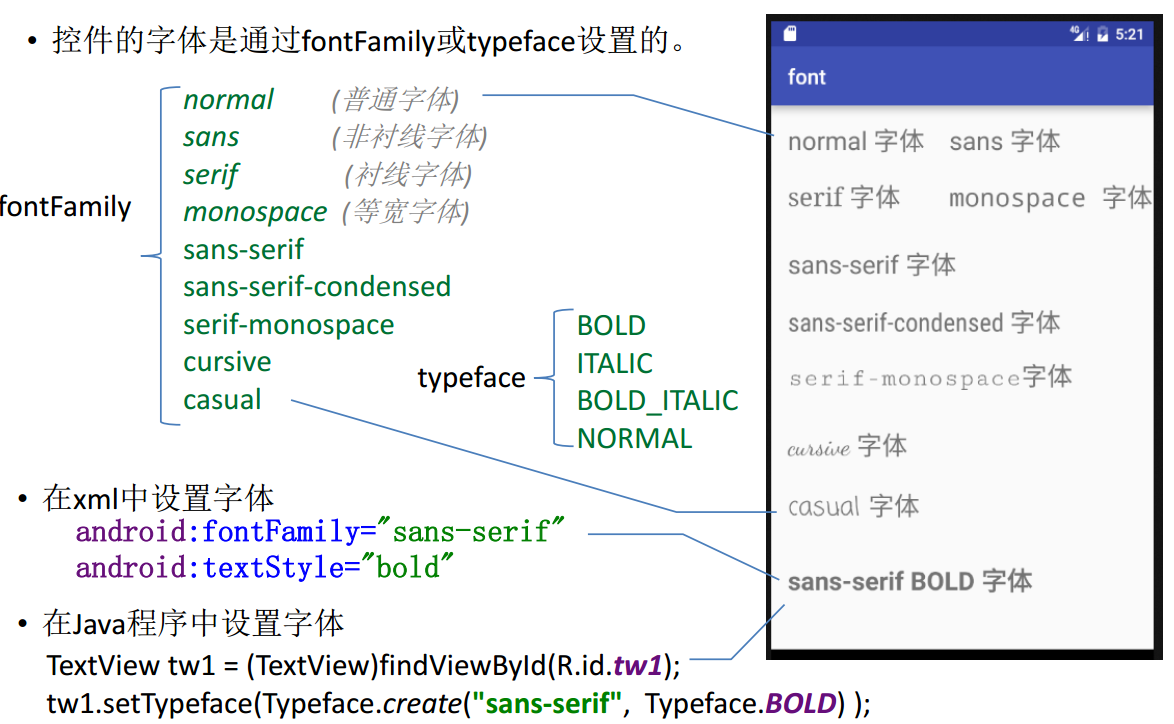 • 控件的字体是通过fontFamily或typeface设置的。
fontFamily
normal (普通字体)
sans (非衬线字体)
serif (衬线字体)
monospace (等宽字体)
sans-serif
sans-serif-condensed
serif-monospace
cursive
casual
typeface
BOLD
ITALIC
BOLD_ITALIC
NORMAL
• 在xml中设置字体
android:fontFamily="sans-serif"
android:textStyle="bold"
• 在Java程序中设置字体
TextView tw1 = (TextView)findViewById(R.id.tw1);
tw1.setTypeface(Typeface.create("sans-serif", Typeface.BOLD) );
4G 5:21
font
normal 字体 sans 字体
serif 字体 monospace 字体
sans-serif 字体
sans-serif-condensed 字体
serif-monospace字体
cursive 字体
casual 字体
sans-serif BOLD 字体